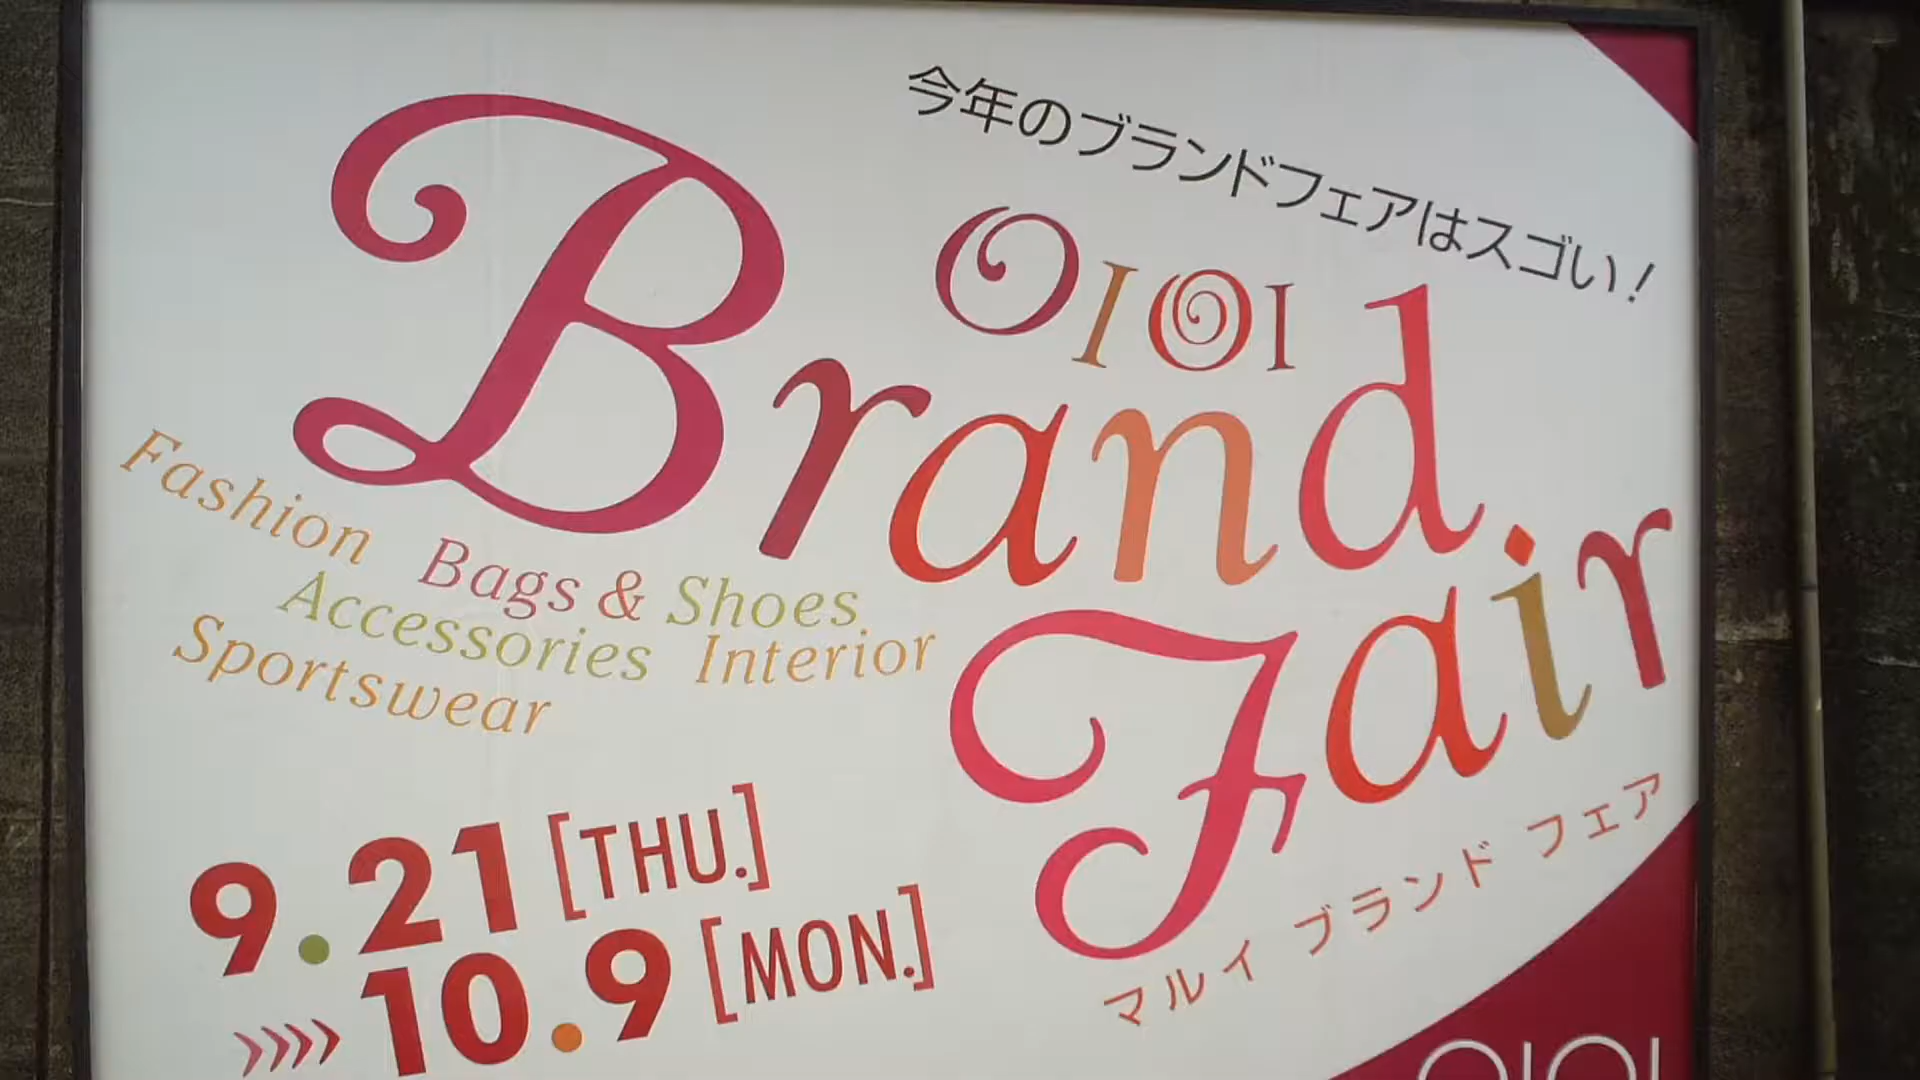 今年のブランドフェアはスゴい!
OIOI
Brand
Fair
Fashion Bags & Shoes
Accessories Interior
Sportswear
9.21 [THU.]
>>>> 10.9 [MON.]
マルイ ブランド フェア
OIOI